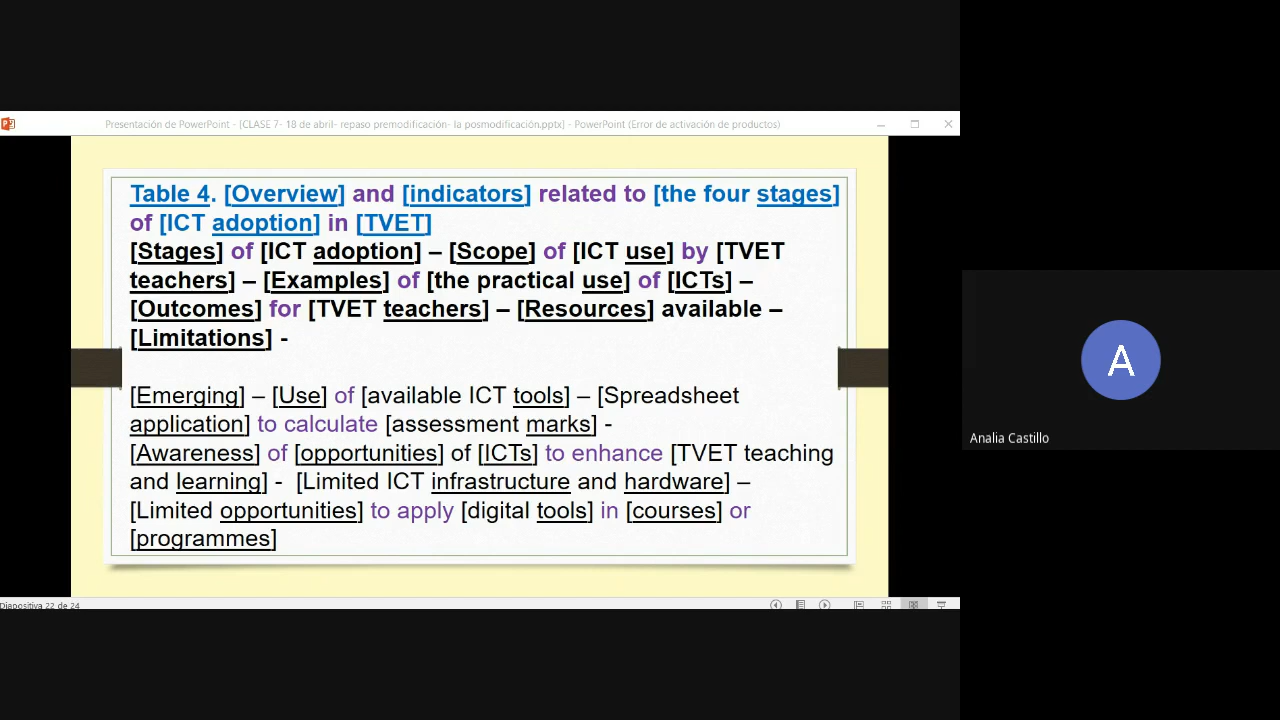 Presentación de PowerPoint - [CLASE 7- 18 de abril- repaso premodificación- la posmodificación.pptx] - PowerPoint (Error de activación de productos)
Table 4. [Overview] and [indicators] related to [the four stages]
of [ICT adoption] in [TVET]
[Stages] of [ICT adoption] – [Scope] of [ICT use] by [TVET
teachers] – [Examples] of [the practical use] of [ICTs] –
[Outcomes] for [TVET teachers] – [Resources] available –
[Limitations] -
[Emerging] – [Use] of [available ICT tools] – [Spreadsheet
application] to calculate [assessment marks] -
[Awareness] of [opportunities] of [ICTs] to enhance [TVET teaching
and learning] - [Limited ICT infrastructure and hardware] –
[Limited opportunities] to apply [digital tools] in [courses] or
[programmes]
Diapositiva 22 de 24
A
Analia Castillo